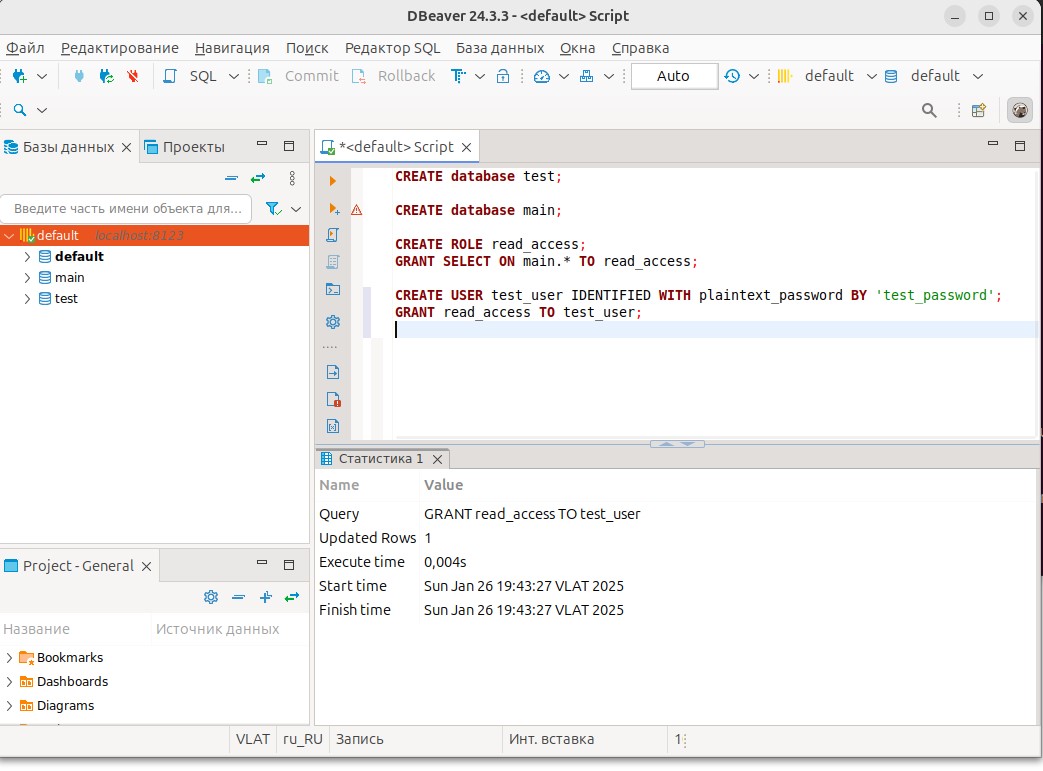 DBeaver 24.3.3 - <default> Script
Файл Редактирование Навигация Поиск Редактор SQL База данных Окна Справка
SQL Commit Rollback Auto default default
Базы данных Проекты
Введите часть имени объекта для...
default localhost:8123
default
main
test
*<default> Script
CREATE database test;
CREATE database main;
CREATE ROLE read_access;
GRANT SELECT ON main.* TO read_access;
CREATE USER test_user IDENTIFIED WITH plaintext_password BY 'test_password';
GRANT read_access TO test_user;
Статистика 1
Name Value
Query GRANT read_access TO test_user
Updated Rows 1
Execute time 0,004s
Start time Sun Jan 26 19:43:27 VLAT 2025
Finish time Sun Jan 26 19:43:27 VLAT 2025
Project - General
Название Источник данных
Bookmarks
Dashboards
Diagrams
VLAT ru_RU Запись Инт. вставка 1